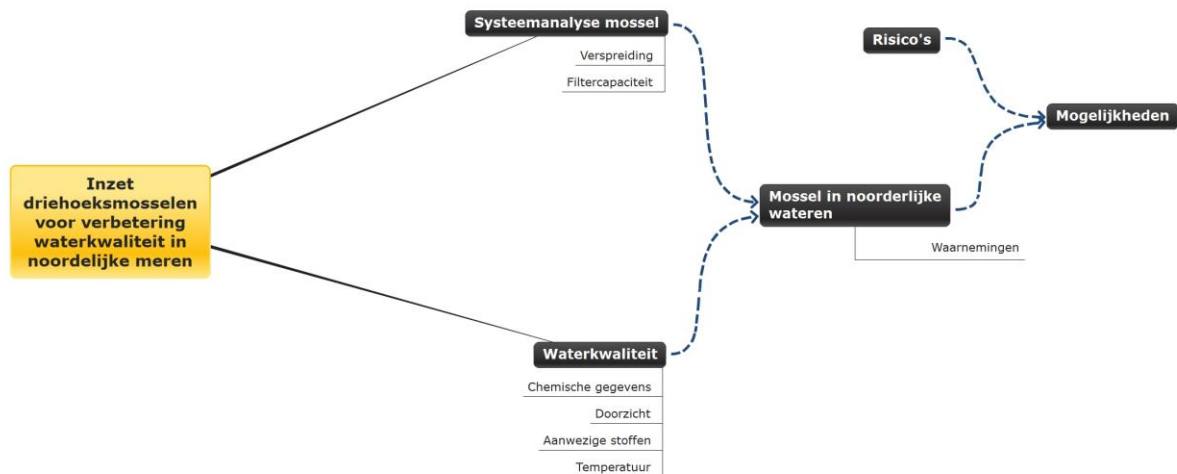 Systeemanalyse mossel
Verspreiding
Filtercapaciteit
Risico's
Mogelijkheden
Inzet
driehoeksmosselen
voor verbetering
waterkwaliteit in
noordelijke meren
Mossel in noorderlijke
wateren
Waarnemingen
Waterkwaliteit
Chemische gegevens
Doorzicht
Aanwezige stoffen
Temperatuur